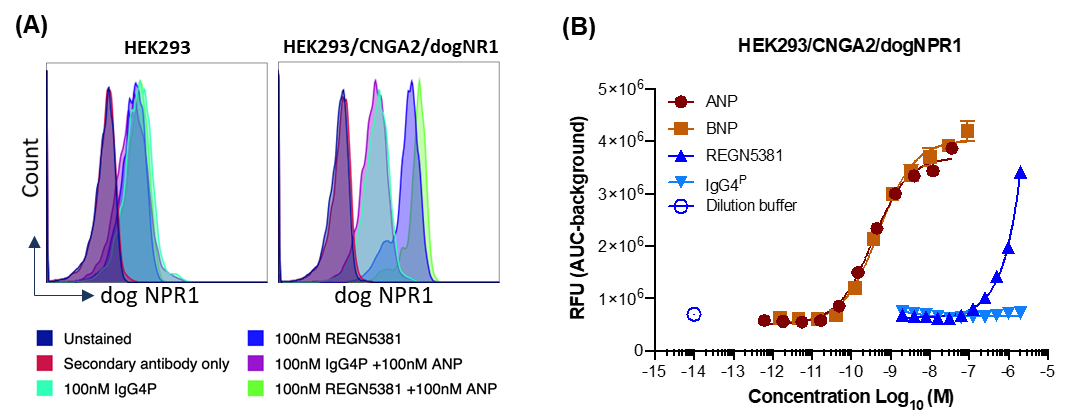 (A)
HEK293
HEK293/CNGA2/dogNR1
Count
dog NPR1
dog NPR1
Unstained
Secondary antibody only
100nM IgG4P
100nM REGN5381
100nM IgG4P +100nM ANP
100nM REGN5381 +100nM ANP
(B)
HEK293/CNGA2/dogNPR1
RFU (AUC-background)
5×10⁶
4×10⁶
3×10⁶
2×10⁶
1×10⁶
0
ANP
BNP
REGN5381
IgG4ᴾ
Dilution buffer
-15 -14 -13 -12 -11 -10 -9 -8 -7 -6 -5
Concentration Log₁₀ (M)